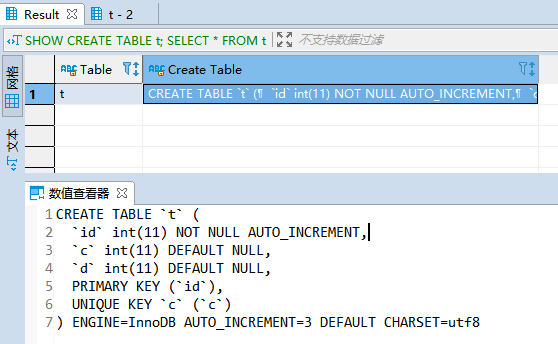 Result t - 2
SHOW CREATE TABLE t; SELECT * FROM t 不支持数据过滤
网格
文本
ABC Table ABC Create Table
1 t CREATE TABLE `t` (¶ `id` int(11) NOT NULL AUTO_INCREMENT,¶ `c
数值查看器
1 CREATE TABLE `t` (
2 `id` int(11) NOT NULL AUTO_INCREMENT,
3 `c` int(11) DEFAULT NULL,
4 `d` int(11) DEFAULT NULL,
5 PRIMARY KEY (`id`),
6 UNIQUE KEY `c` (`c`)
7 ) ENGINE=InnoDB AUTO_INCREMENT=3 DEFAULT CHARSET=utf8